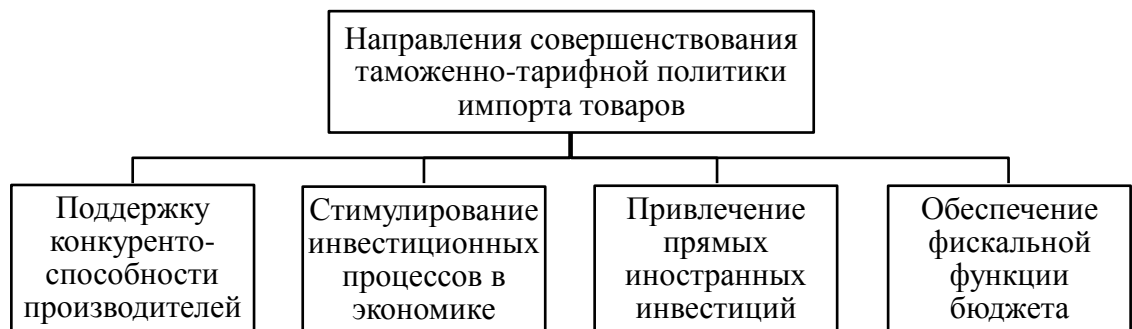 Направления совершенствования
таможенно-тарифной политики
импорта товаров
Поддержку
конкуренто-
способности
производителей
Стимулирование
инвестиционных
процессов в
экономике
Привлечение
прямых
иностранных
инвестиций
Обеспечение
фискальной
функции
бюджета